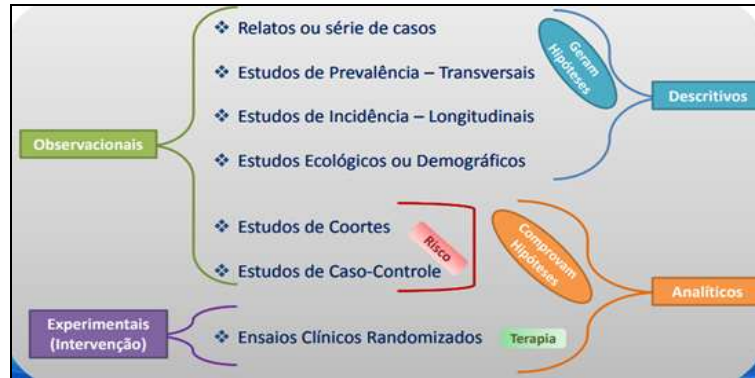 ❖ Relatos ou série de casos
❖ Estudos de Prevalência – Transversais
Geram
Hipóteses
Descritivos
❖ Estudos de Incidência – Longitudinais
Observacionais
❖ Estudos Ecológicos ou Demográficos
❖ Estudos de Coortes
Risco
Comprovam
Hipóteses
❖ Estudos de Caso-Controle
Analíticos
Experimentais
(Intervenção)
❖ Ensaios Clínicos Randomizados
Terapia